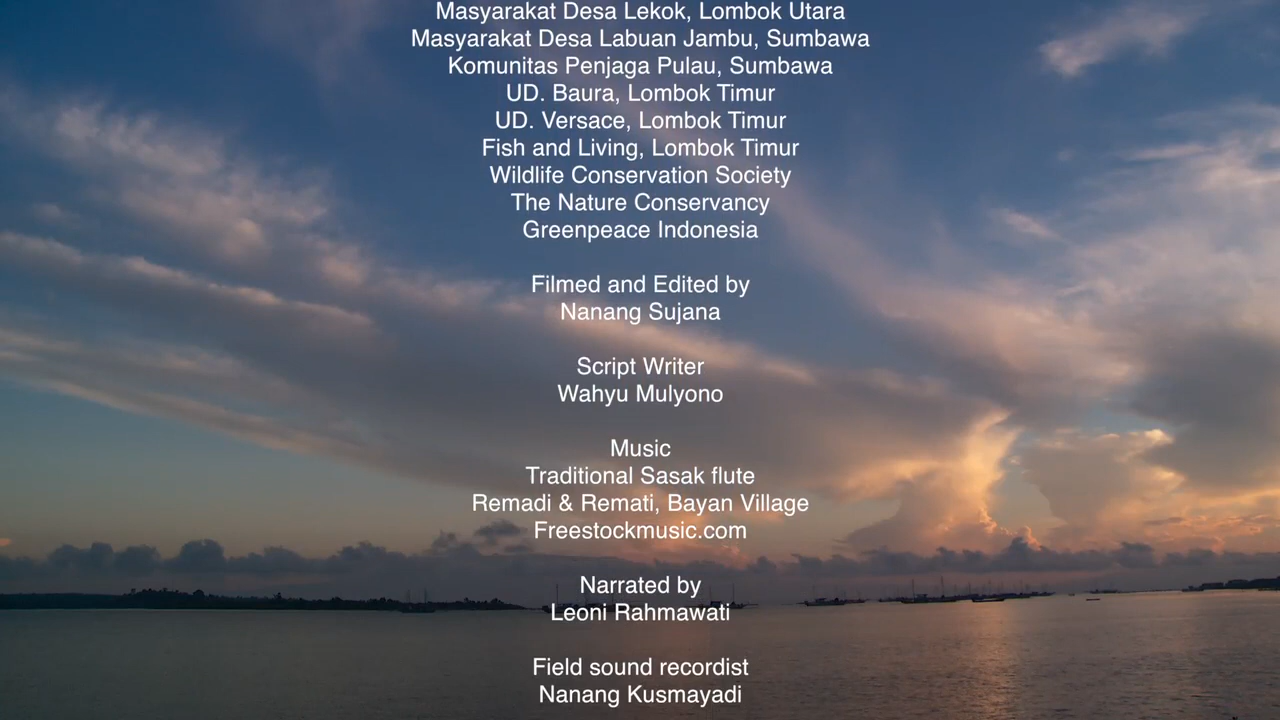 Masyarakat Desa Lekok, Lombok Utara
Masyarakat Desa Labuan Jambu, Sumbawa
Komunitas Penjaga Pulau, Sumbawa
UD. Baura, Lombok Timur
UD. Versace, Lombok Timur
Fish and Living, Lombok Timur
Wildlife Conservation Society
The Nature Conservancy
Greenpeace Indonesia
Filmed and Edited by
Nanang Sujana
Script Writer
Wahyu Mulyono
Music
Traditional Sasak flute
Remadi & Remati, Bayan Village
Freestockmusic.com
Narrated by
Leoni Rahmawati
Field sound recordist
Nanang Kusmayadi